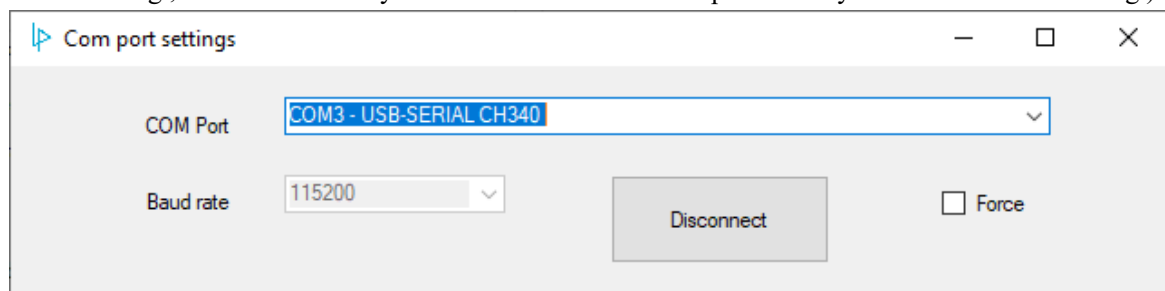 Com port settings
COM Port
COM3 - USB-SERIAL CH340
Baud rate
115200
Disconnect
Force